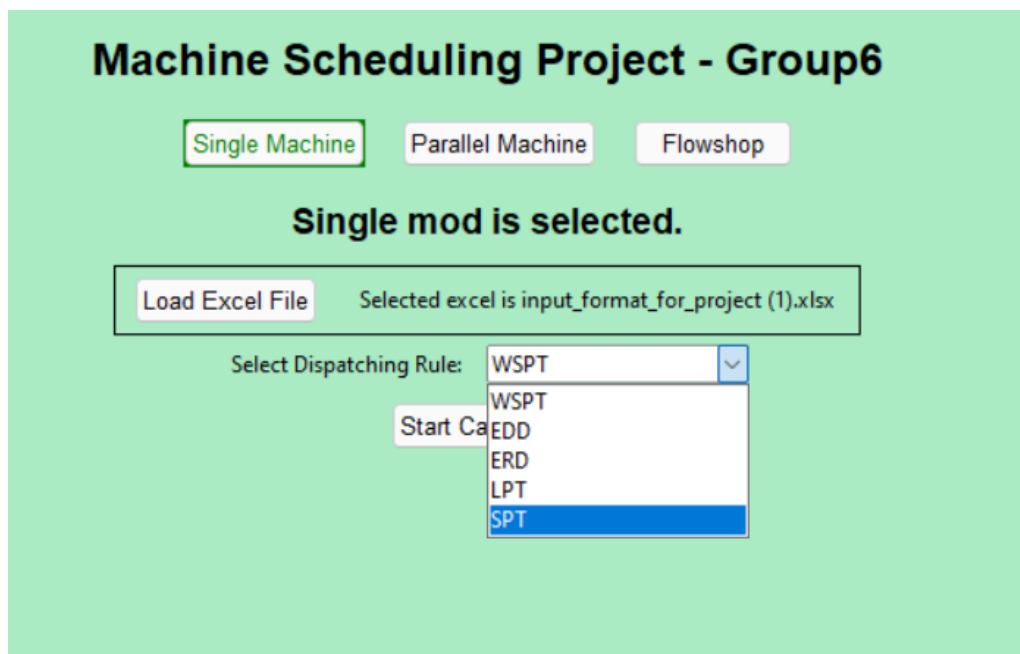 Machine Scheduling Project - Group6
Single Machine Parallel Machine Flowshop
Single mod is selected.
Load Excel File Selected excel is input_format_for_project (1).xlsx
Select Dispatching Rule: WSPT
WSPT
Start Ca
EDD
ERD
LPT
SPT